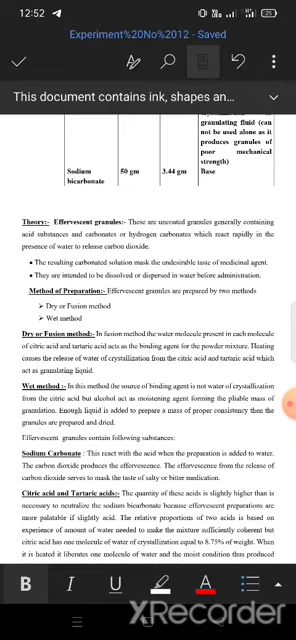 12:52
25
Experiment%20No%2012 - Saved
This document contains ink, shapes an...
granulating fluid (can
not be used alone as it
produces granules of
poor mechanical
strength)
Sodium bicarbonate 50 gm 3.44 gm Base
Theory:- Effervescent granules:- These are uncoated granules generally containing
acid substances and carbonates or hydrogen carbonates which react rapidly in the
presence of water to release carbon dioxide.
• The resulting carbonated solution mask the undesirable taste of medicinal agent.
• They are intended to be dissolved or dispersed in water before administration.
Method of Preparation:- Effervescent granules are prepared by two methods
➢ Dry or Fusion method
➢ Wet method
Dry or Fusion method:- In fusion method the water molecule present in each molecule
of citric acid and tartaric acid acts as the binding agent for the powder mixture. Heating
causes the release of water of crystallization from the citric acid and tartaric acid which
act as granulating liquid.
Wet method :- In this method the source of binding agent is not water of crystallization
from the citric acid but alcohol act as moistening agent forming the pliable mass of
granulation. Enough liquid is added to prepare a mass of proper consistency then the
granules are prepared and dried.
Effervescent granules contain following substances:
Sodium Carbonate : This react with the acid when the preparation is added to water.
The carbon dioxide produces the effervescence. The effervescence from the release of
carbon dioxide serves to mask the taste of salty or bitter medication.
Citric acid and Tartaric acids:- The quantity of these acids is slightly higher than is
necessary to neutralize the sodium bicarbonate because effervescent preparations are
more palatable if slightly acid. The relative proportions of two acids is based on
experience of amount of water needed to make the mixture sufficiently coherent but
citric acid has one molecule of water of crystallization equal to 8.75% of weight. When
it is heated it liberates one molecule of water and the moist condition thus produced
B I U A
XRecorder